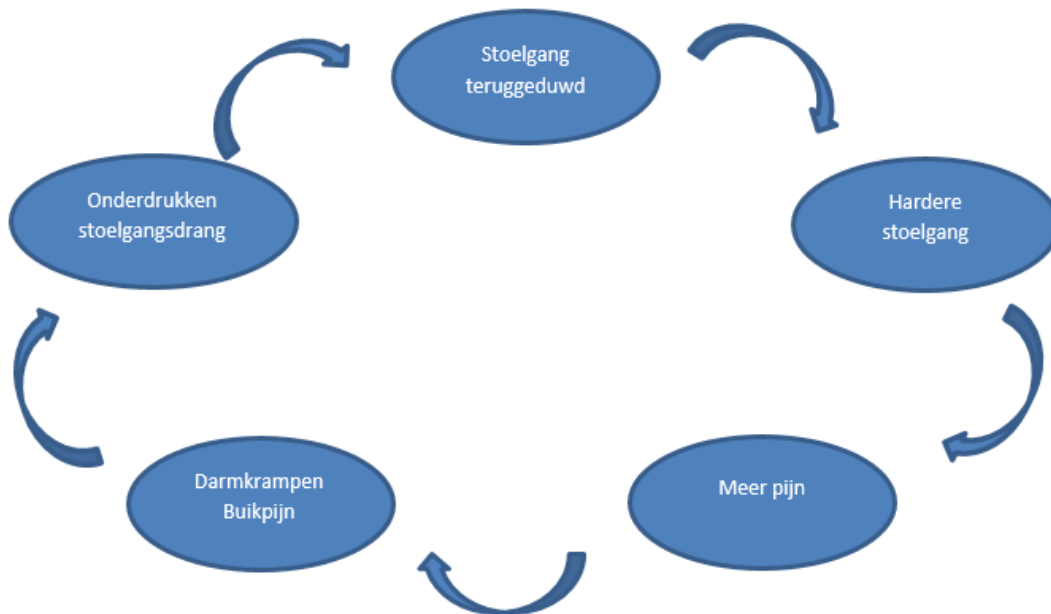 Stoelgang
teruggeduwd
Hardere
stoelgang
Meer pijn
Darmkrampen
Buikpijn
Onderdrukken
stoelgangsdrang